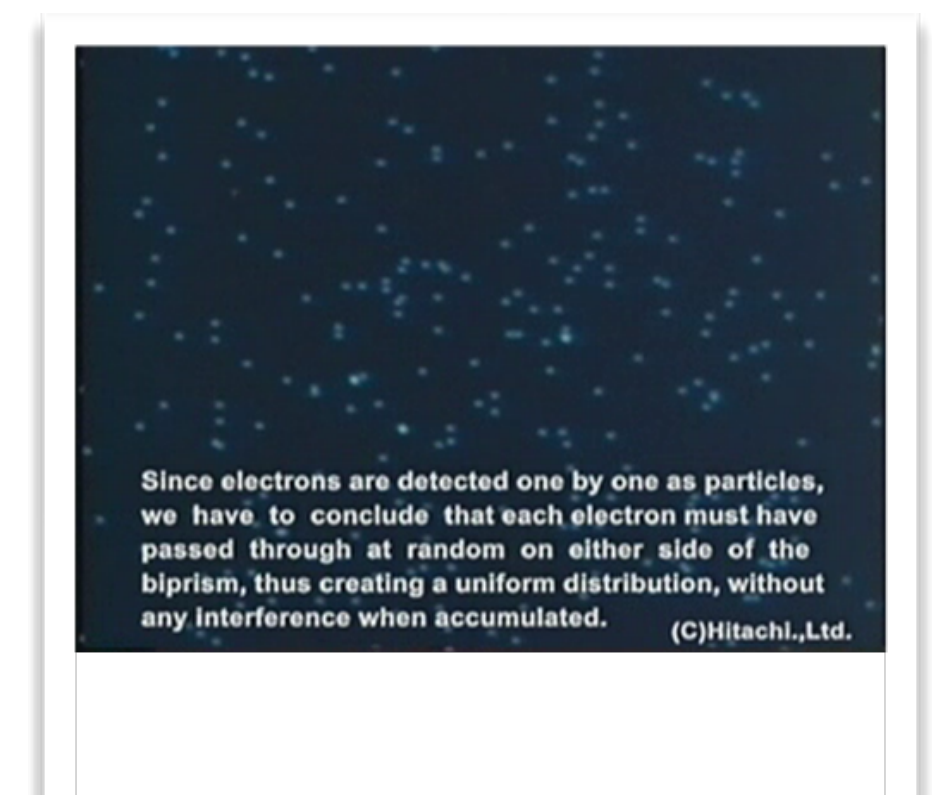 Since electrons are detected one by one as particles,
we have to conclude that each electron must have
passed through at random on either side of the
biprism, thus creating a uniform distribution, without
any interference when accumulated.
(C)Hitachi.,Ltd.